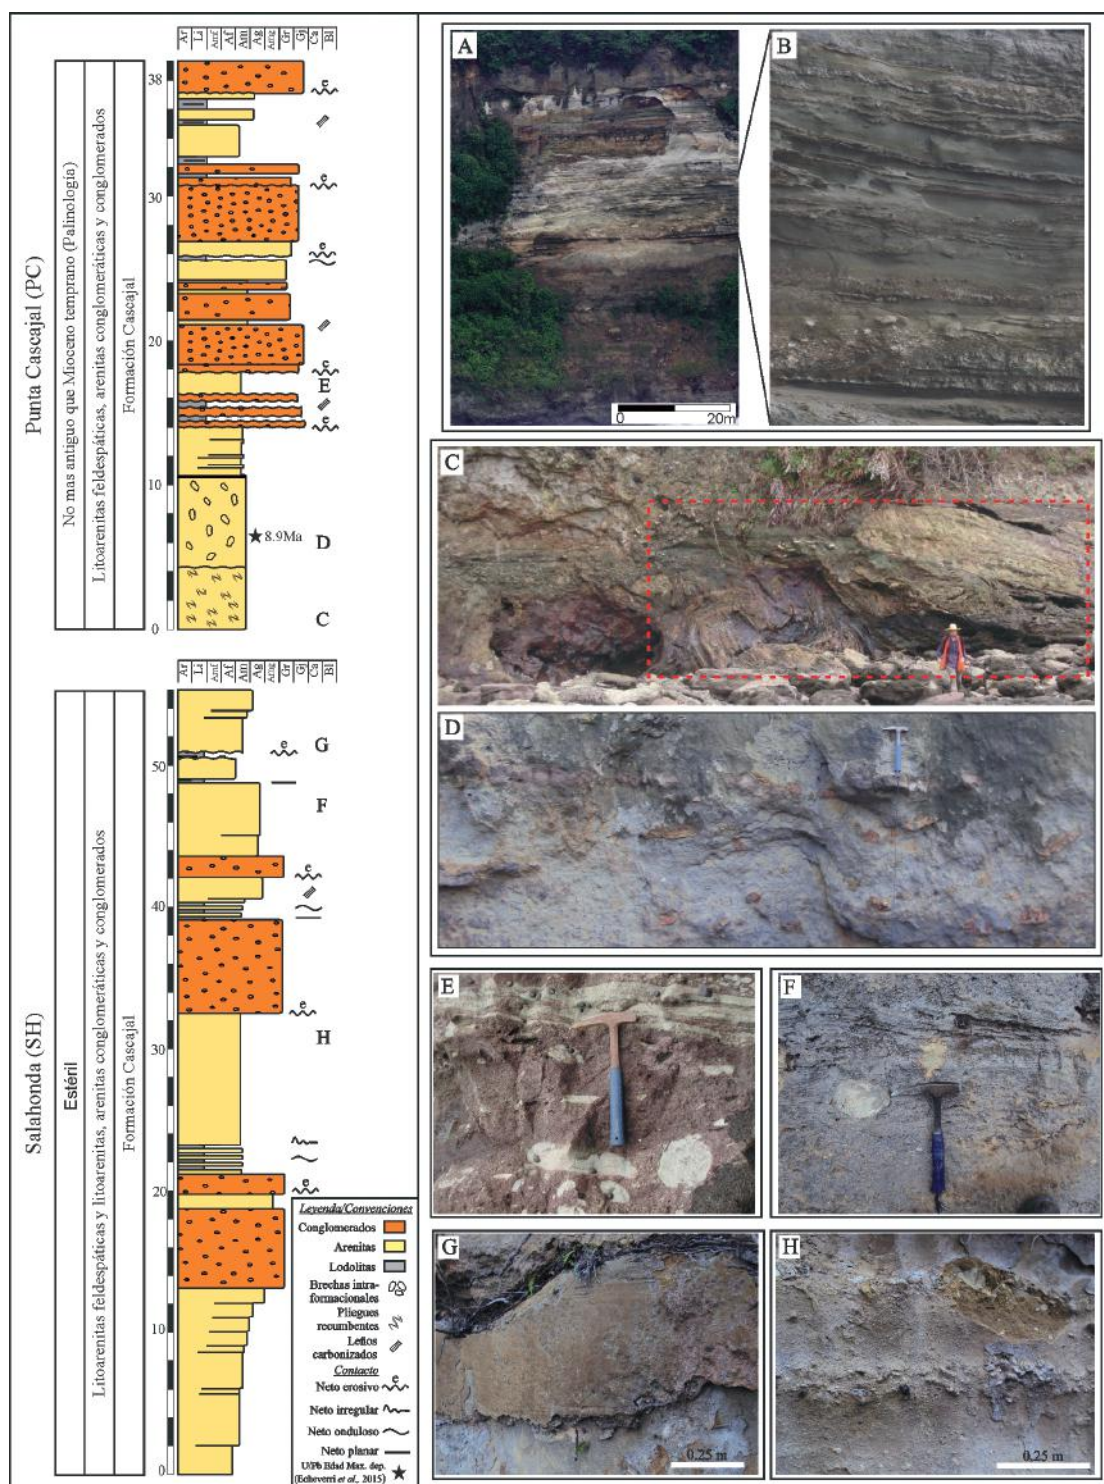 Ar Li Amf Af Am Ag Amg Gr Gj Ca Bl
Punta Cascajal (PC)
No mas antiguo que Mioceno temprano (Palinología)
Litoarenitas feldespáticas, arenitas conglomeráticas y conglomerados
Formación Cascajal
38
30
20
10
0
e
e
e
e
E
e
8.9Ma
D
C
Ar Li Amf Af Am Ag Amg Gr Gj Ca Bl
Salahonda (SH)
Estéril
Litoarenitas feldespáticas y litoarenitas, arenitas conglomeráticas y conglomerados
Formación Cascajal
50
40
30
20
10
0
e
G
F
e
e
H
e
Leyenda/Convenciones
Conglomerados
Arenitas
Lodolitas
Brechas intra-
formacionales
Pliegues
recumbentes
Leños
carbonizados
Contacto
e
Neto erosivo
Neto irregular
Neto onduloso
Neto planar
U/Pb Edad Max. dep.
(Echeverri et al., 2015)
A
0 20m
B
C
D
E
F
G
0.25 m
H
0.25 m